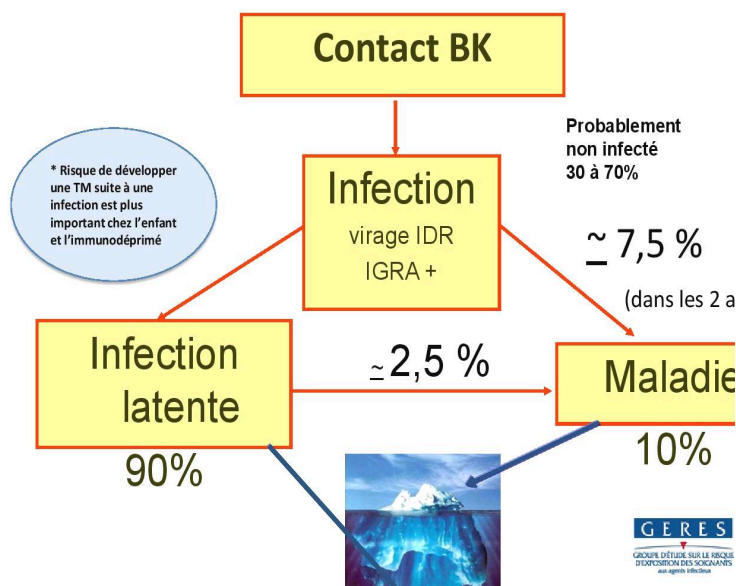 Contact BK
Probablement
non infecté
30 à 70%
* Risque de développer
une TM suite à une
infection est plus
important chez l'enfant
et l'immunodéprimé
Infection
virage IDR
IGRA +
~ 7,5 %
(dans les 2 a
Infection
latente
~ 2,5 %
Maladie
90%
10%
GERES
GROUPE D'ÉTUDE SUR LE RISQUE
D'EXPOSITION DES SOIGNANTS
aux agents infectieux